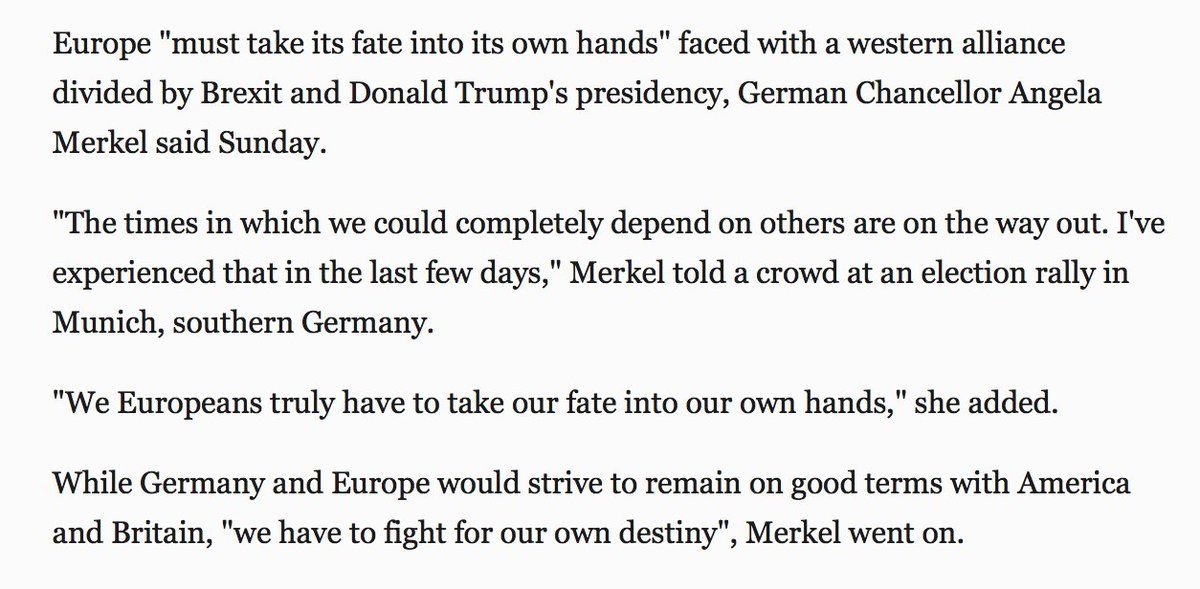 Europe "must take its fate into its own hands" faced with a western alliance
divided by Brexit and Donald Trump's presidency, German Chancellor Angela
Merkel said Sunday.
"The times in which we could completely depend on others are on the way out. I've
experienced that in the last few days," Merkel told a crowd at an election rally in
Munich, southern Germany.
"We Europeans truly have to take our fate into our own hands," she added.
While Germany and Europe would strive to remain on good terms with America
and Britain, "we have to fight for our own destiny", Merkel went on.